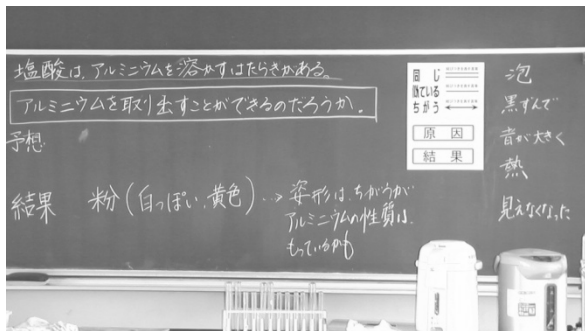 塩酸は、アルミニウムを溶かすはたらきがある。
アルミニウムを取り出すことができるのだろうか。
予想
結果 粉(白っぽい、黄色)…→姿形は、ちがうが
アルミニウムの性質は、
もっているかも
同じ
似ている
ちがう
原因
結果
泡
黒ずんで
音が大きく
熱
見えなくなった